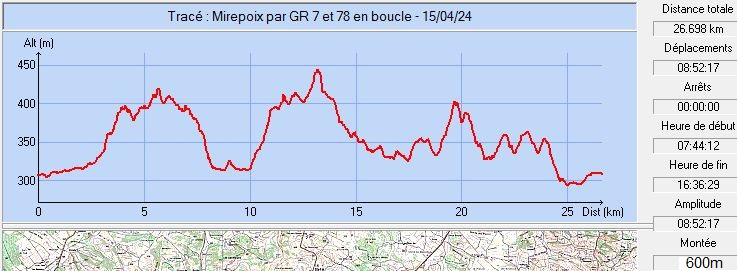 Tracé : Mirepoix par GR 7 et 78 en boucle - 15/04/24
Alt (m)
450
400
350
300
0
5
10
15
20
25
Dist (km)
Distance totale
26.698 km
Déplacements
08:52:17
Arrêts
00:00:00
Heure de début
07:44:12
Heure de fin
16:36:29
Amplitude
08:52:17
Montée
600m